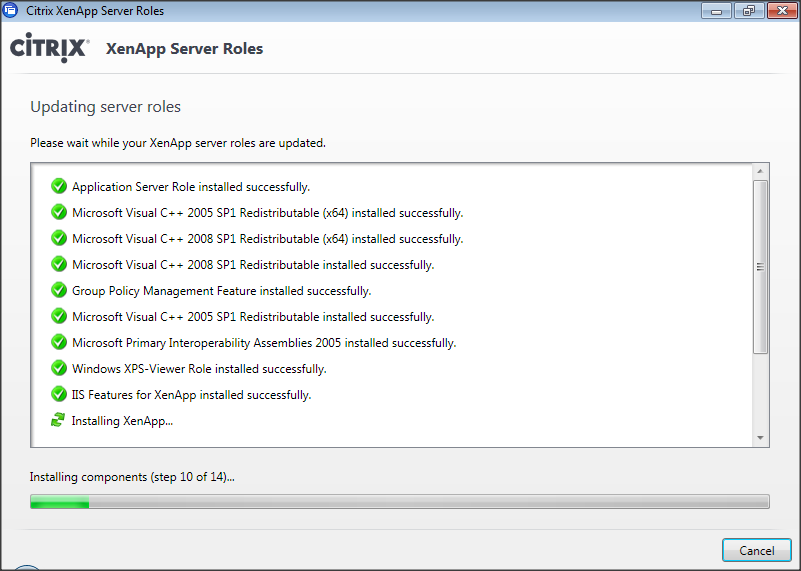 Citrix XenApp Server Roles
CİTRIX® XenApp Server Roles
Updating server roles
Please wait while your XenApp server roles are updated.
Application Server Role installed successfully.
Microsoft Visual C++ 2005 SP1 Redistributable (x64) installed successfully.
Microsoft Visual C++ 2008 SP1 Redistributable (x64) installed successfully.
Microsoft Visual C++ 2008 SP1 Redistributable installed successfully.
Group Policy Management Feature installed successfully.
Microsoft Visual C++ 2005 SP1 Redistributable installed successfully.
Microsoft Primary Interoperability Assemblies 2005 installed successfully.
Windows XPS-Viewer Role installed successfully.
IIS Features for XenApp installed successfully.
Installing XenApp...
Installing components (step 10 of 14)...
Cancel